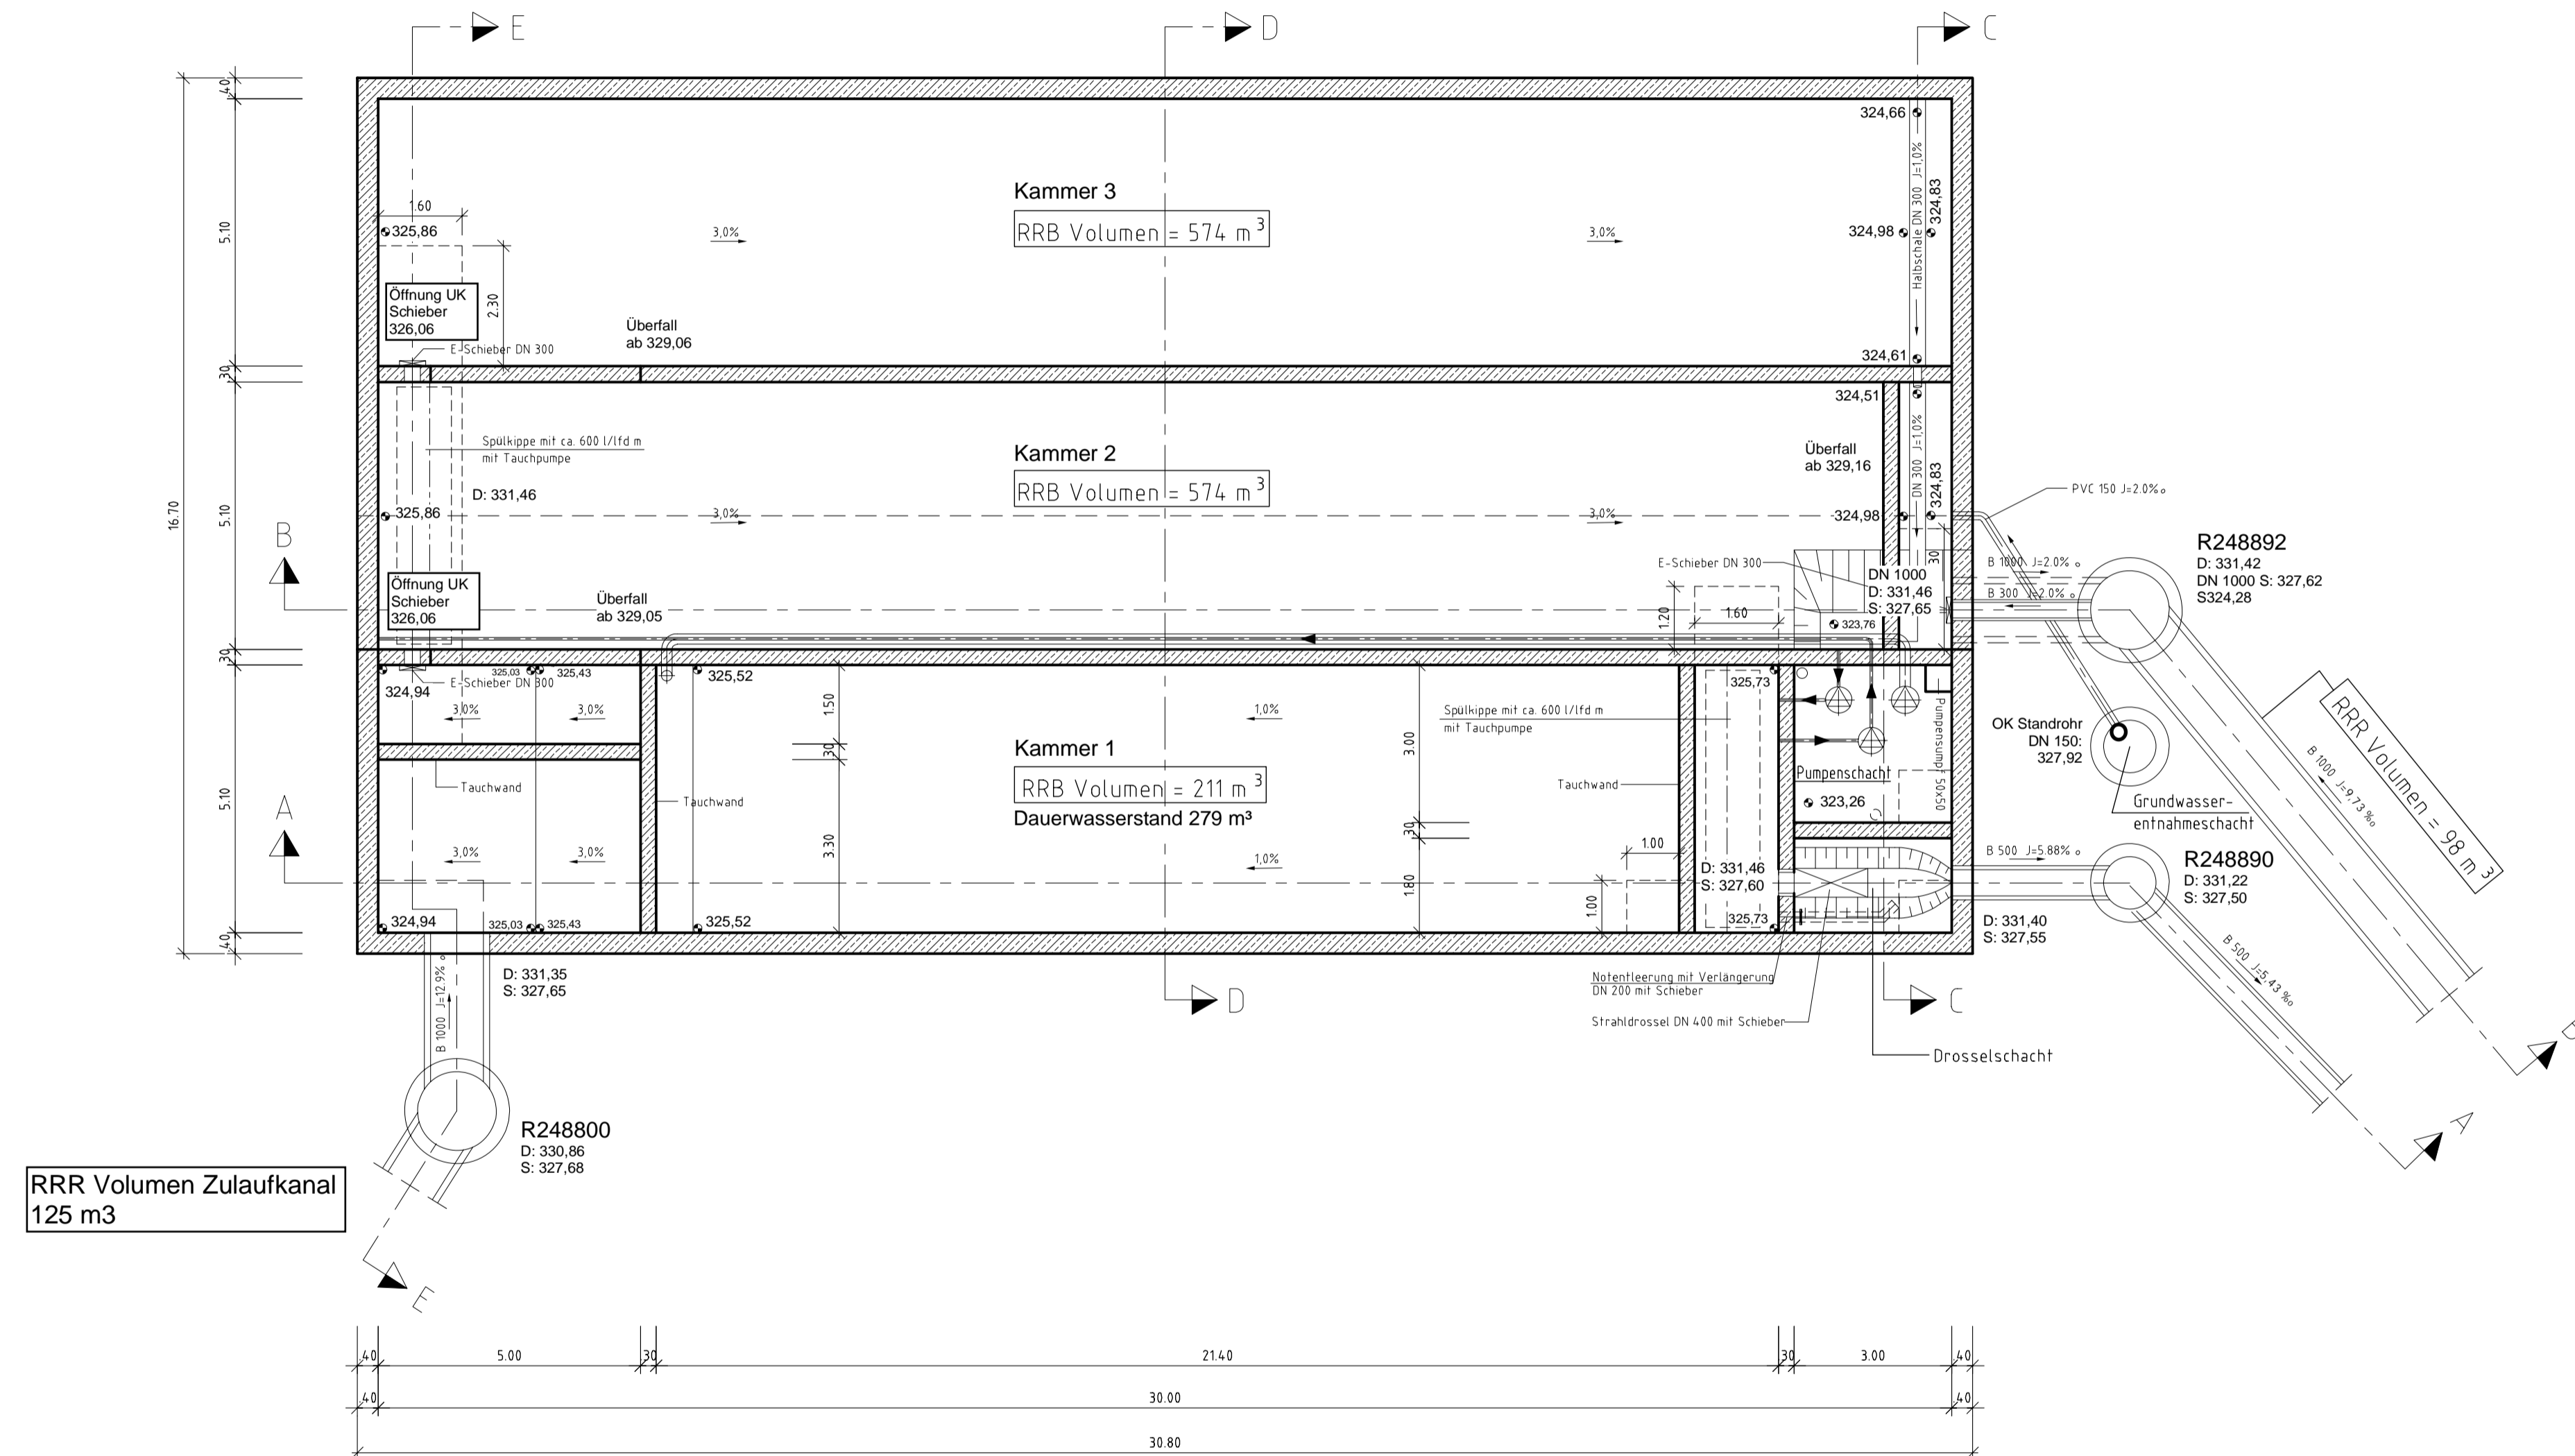 E
D
C
.40
5.10
.30
5.10
.30
5.10
.40
16.70
324,66
Halbschale DN 300 J=1,0%
324,83
324,98
324,61
Kammer 3
RRB Volumen = 574 m³
3,0%
3,0%
1.60
325,86
2.30
Öffnung UK
Schieber
326,06
E-Schieber DN 300
Überfall
ab 329,06
324,51
Überfall
ab 329,16
DN 300 J=1,0%
324,83
324,98
Spülkippe mit ca. 600 l/lfd m
mit Tauchpumpe
D: 331,46
325,86
Kammer 2
RRB Volumen = 574 m³
3,0%
3,0%
B
Öffnung UK
Schieber
326,06
Überfall
ab 329,05
E-Schieber DN 300
1.20
1.60
DN 1000
D: 331,46
S: 327,65
323,76
.30
PVC 150 J=2.0%o
B 1000 J=2.0% o
B 300 J=2.0% o
R248892
D: 331,42
DN 1000 S: 327,62
S324,28
324,94
325,03
325,43
E-Schieber DN 300
325,52
3,0%
3,0%
1.50
.30
3.30
1,0%
Kammer 1
RRB Volumen = 211 m³
Dauerwasserstand 279 m³
3.00
.30
1.80
Spülkippe mit ca. 600 l/lfd m
mit Tauchpumpe
325,73
Tauchwand
Tauchwand
Tauchwand
Pumpenschacht
323,26
Pumpensumpf 50x50
OK Standrohr
DN 150:
327,92
Grundwasser-
entnahmeschacht
RRR Volumen = 98 m³
B 1000 J=9,73 ‰
A
3,0%
3,0%
1,0%
1.00
1.00
D: 331,46
S: 327,60
325,73
324,94
325,03
325,43
325,52
B 500 J=5.88% o
R248890
D: 331,22
S: 327,50
D: 331,40
S: 327,55
B 500 J=5,43 ‰
B 1000 J=12.9% o
D: 331,35
S: 327,65
D
Notentleerung mit Verlängerung
DN 200 mit Schieber
Strahldrossel DN 400 mit Schieber
C
Drosselschacht
B
A
R248800
D: 330,86
S: 327,68
RRR Volumen Zulaufkanal
125 m3
E
.40
5.00
.30
21.40
.30
3.00
.40
.40
30.00
.40
30.80